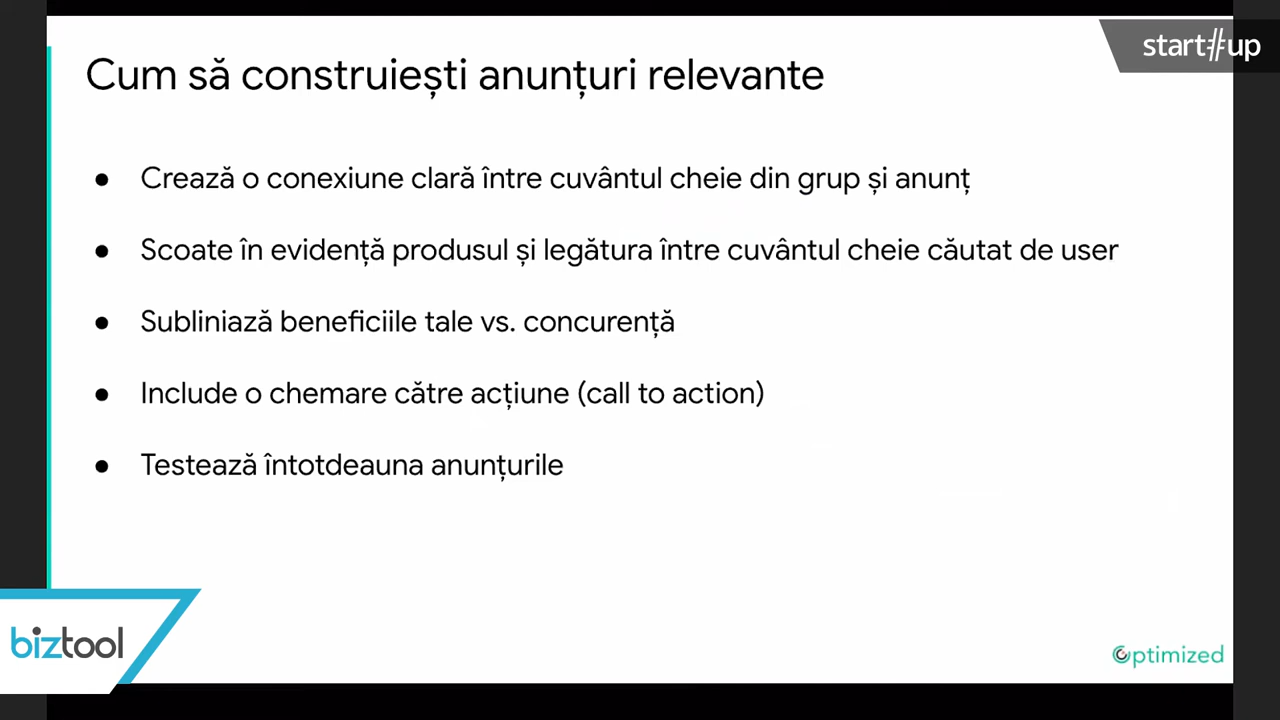 start#up
Cum să construiești anunțuri relevante
● Crează o conexiune clară între cuvântul cheie din grup și anunț
● Scoate în evidență produsul și legătura între cuvântul cheie căutat de user
● Subliniază beneficiile tale vs. concurență
● Include o chemare către acțiune (call to action)
● Testează întotdeauna anunțurile
biztool
Optimized